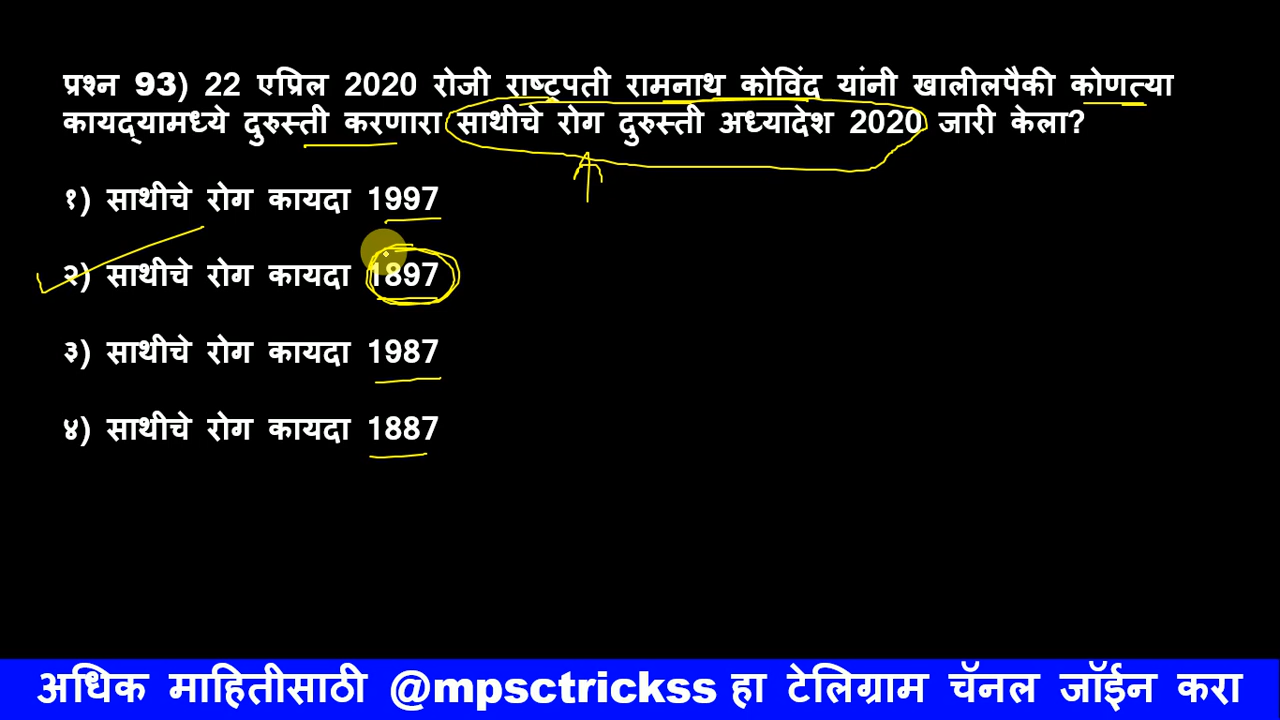 प्रश्न 93) 22 एप्रिल 2020 रोजी राष्ट्रपती रामनाथ कोविंद यांनी खालीलपैकी कोणत्या
कायद्यामध्ये दुरुस्ती करणारा साथीचे रोग दुरुस्ती अध्यादेश 2020 जारी केला?
१) साथीचे रोग कायदा 1997
२) साथीचे रोग कायदा 1897
३) साथीचे रोग कायदा 1987
४) साथीचे रोग कायदा 1887
अधिक माहितीसाठी @mpsctrickss हा टेलिग्राम चॅनल जॉईन करा